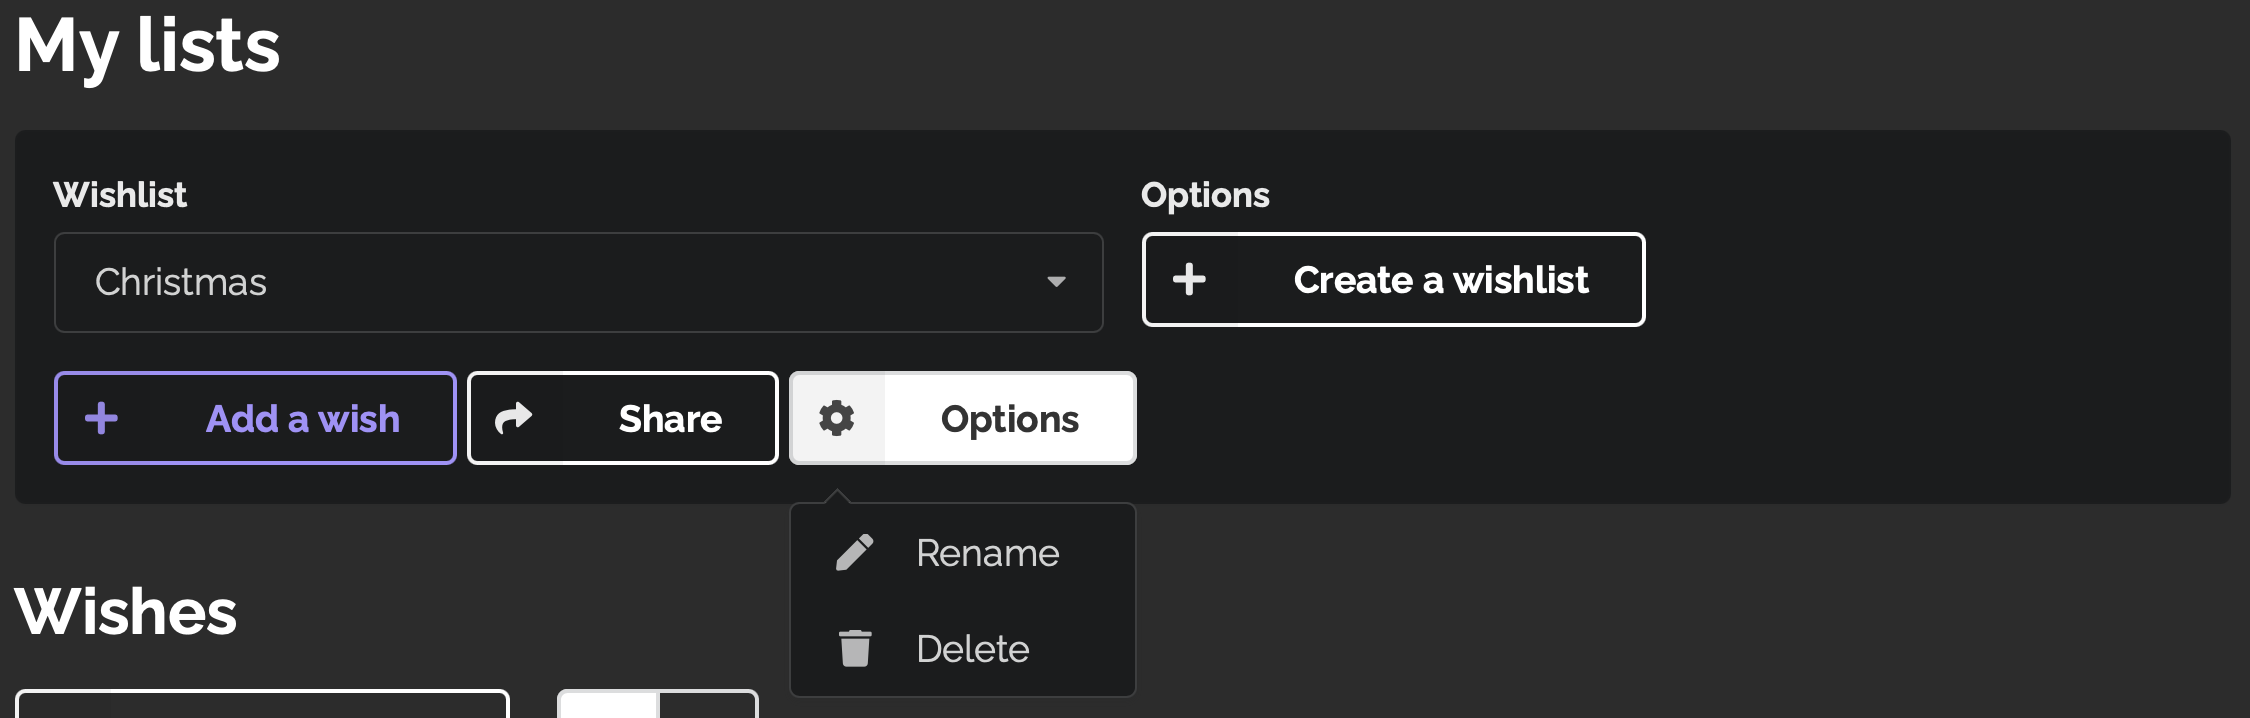 My lists
Wishlist
Options
Christmas
Create a wishlist
Add a wish
Share
Options
Rename
Delete
Wishes